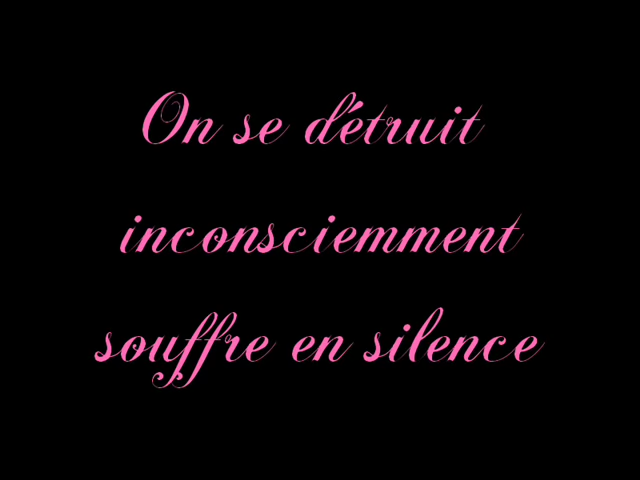 On se détruit
inconsciemment
souffre en silence